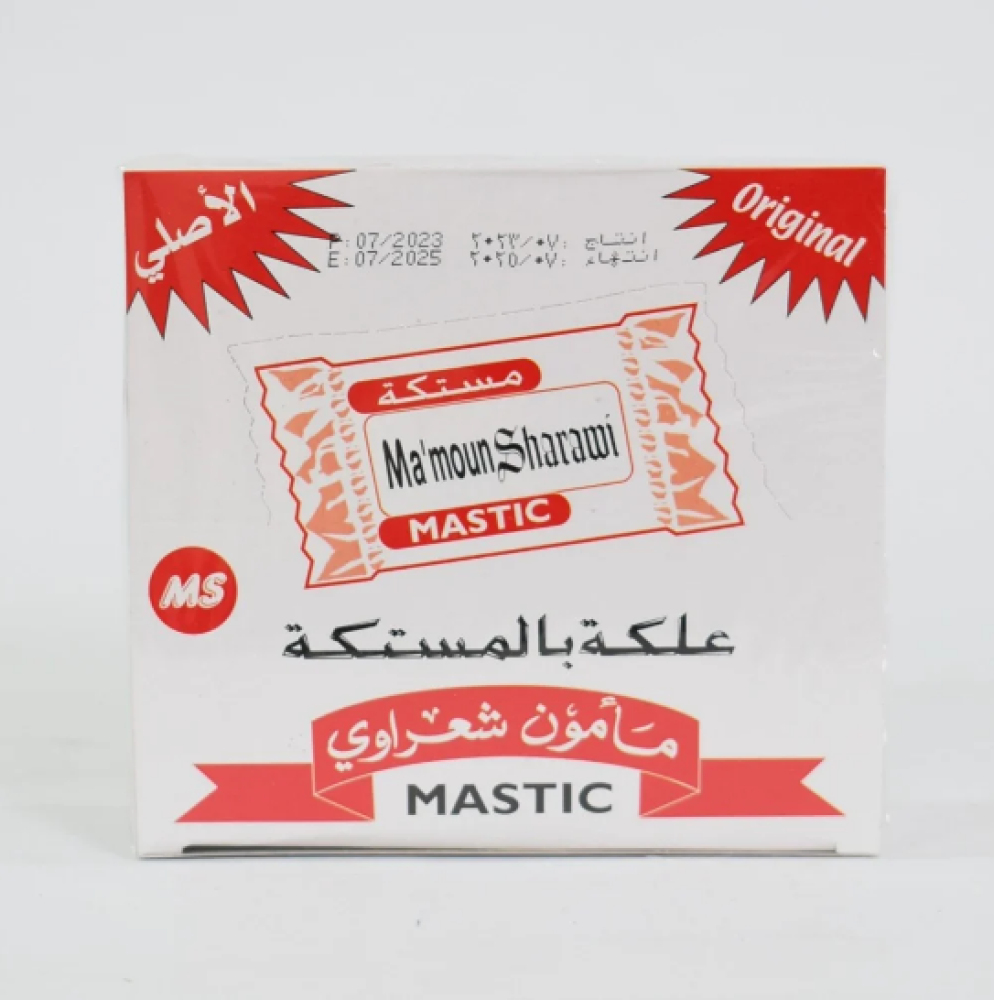 الأصلي
Original
P: 07/2023 انتاج :٢٠٢٣/٠٧
E: 07/2025 انتهاء :٢٠٢٥/٠٧
مستكة
Ma'moun Sharawi
MASTIC
MS
علكة بالمستكة
مأمؤن شعراوي
MASTIC